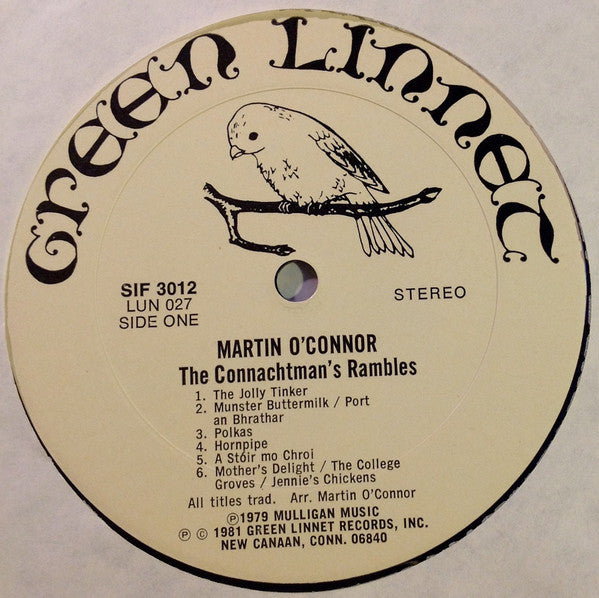 GREEN LINNET
SIF 3012
LUN 027
SIDE ONE
STEREO
MARTIN O'CONNOR
The Connachtman's Rambles
1. The Jolly Tinker
2. Munster Buttermilk / Port
an Bhrathar
3. Polkas
4. Hornpipe
5. A Stóir mo Chroi
6. Mother's Delight / The College
Groves / Jennie's Chickens
All titles trad. Arr. Martin O'Connor
Ⓟ1979 MULLIGAN MUSIC
Ⓟ © 1981 GREEN LINNET RECORDS, INC.
NEW CANAAN, CONN. 06840